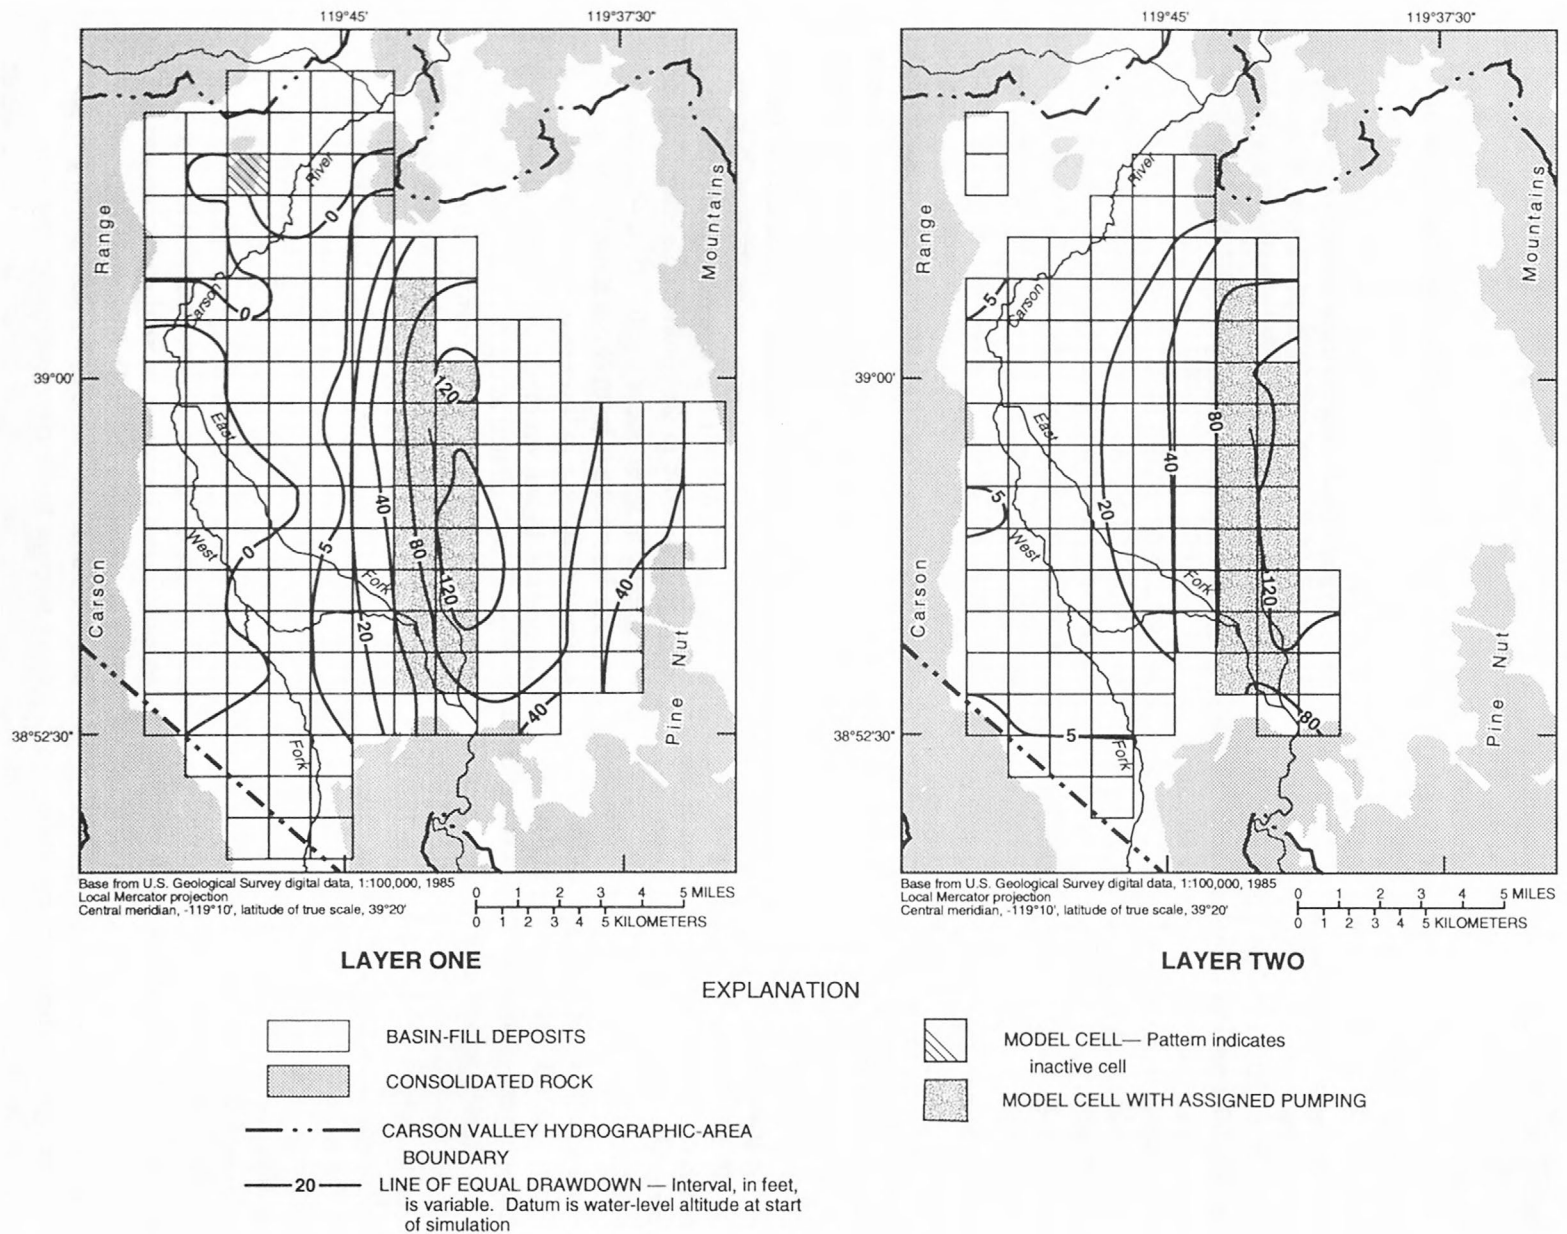 119°45'
119°37'30"
River
Range
Mountains
0
Carson
0
39°00'
120
East
40
West
0
5
80
Fork
120
40
Carson
20
Pine Nut
40
38°52'30"
Fork
Base from U.S. Geological Survey digital data, 1:100,000, 1985
Local Mercator projection
Central meridian, -119°10', latitude of true scale, 39°20'
0 1 2 3 4 5 MILES
0 1 2 3 4 5 KILOMETERS
LAYER ONE
119°45'
119°37'30"
River
Range
Mountains
5
Carson
39°00'
80
East
40
5
20
West
Fork
120
Carson
Pine Nut
80
38°52'30"
5
Fork
Base from U.S. Geological Survey digital data, 1:100,000, 1985
Local Mercator projection
Central meridian, -119°10', latitude of true scale, 39°20'
0 1 2 3 4 5 MILES
0 1 2 3 4 5 KILOMETERS
LAYER TWO
EXPLANATION
BASIN-FILL DEPOSITS
CONSOLIDATED ROCK
CARSON VALLEY HYDROGRAPHIC-AREA
BOUNDARY
20
LINE OF EQUAL DRAWDOWN — Interval, in feet,
is variable. Datum is water-level altitude at start
of simulation
MODEL CELL— Pattern indicates
inactive cell
MODEL CELL WITH ASSIGNED PUMPING